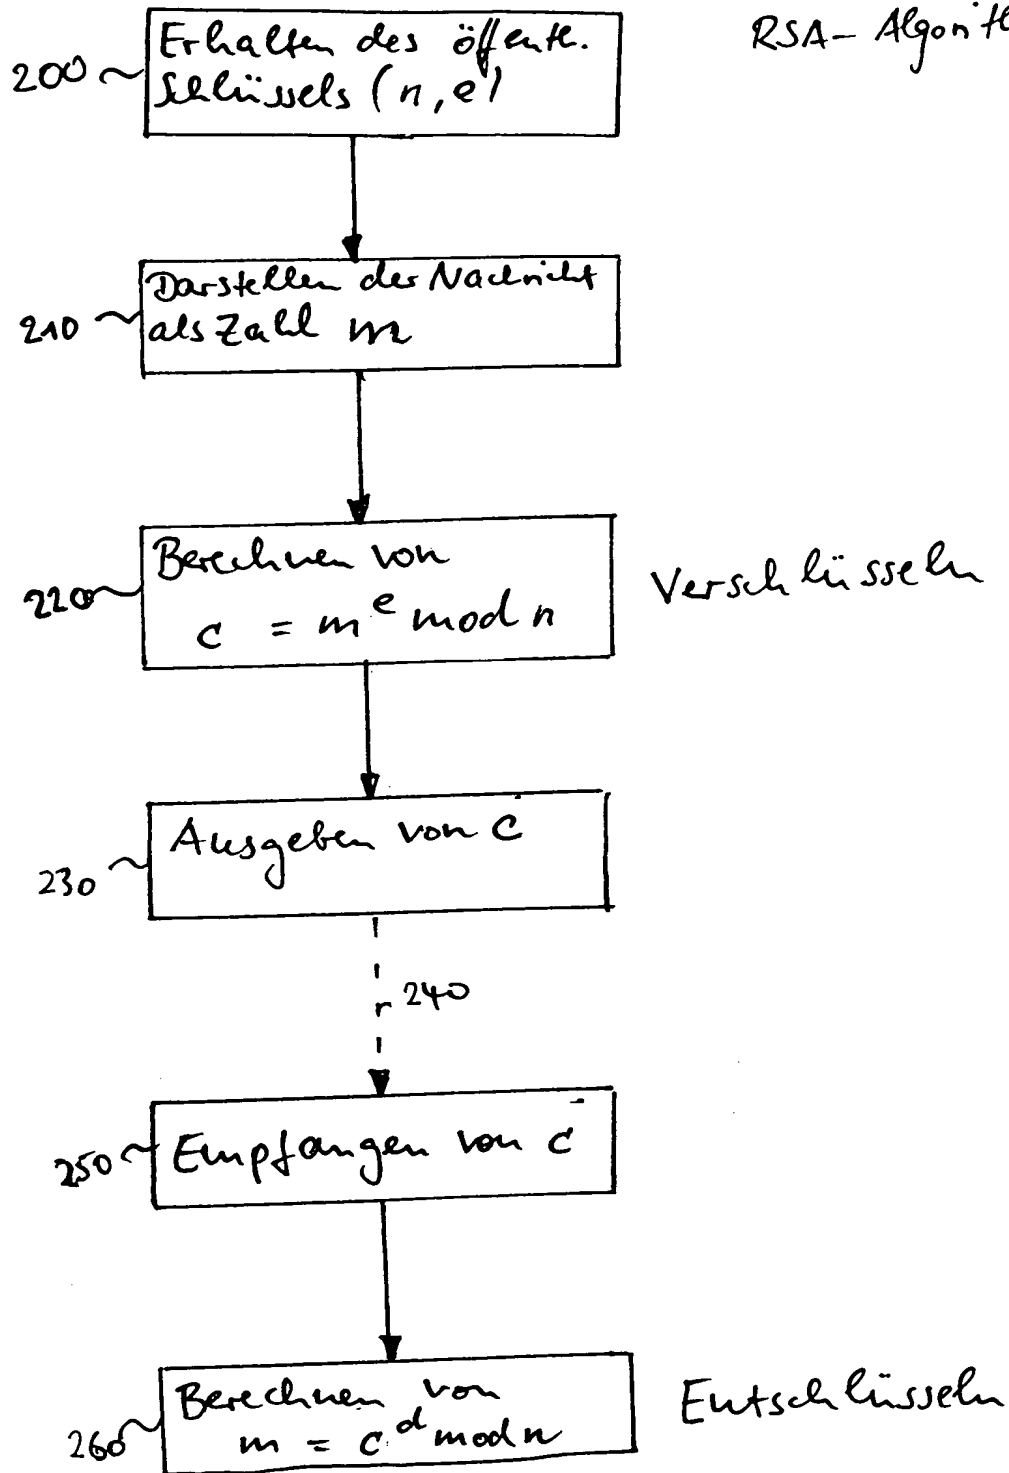 RSA-
200
Erhalten des öffentl.
Schlüssels (n, e)
210
Darstellen der Nachricht
als Zahl m
220
Berechnen von
c = m^e mod n
Verschlüsseln
230
Ausgeben von c
240
250
Empfangen von c
260
Berechnen von
m = c^d mod n
Entschlüsseln